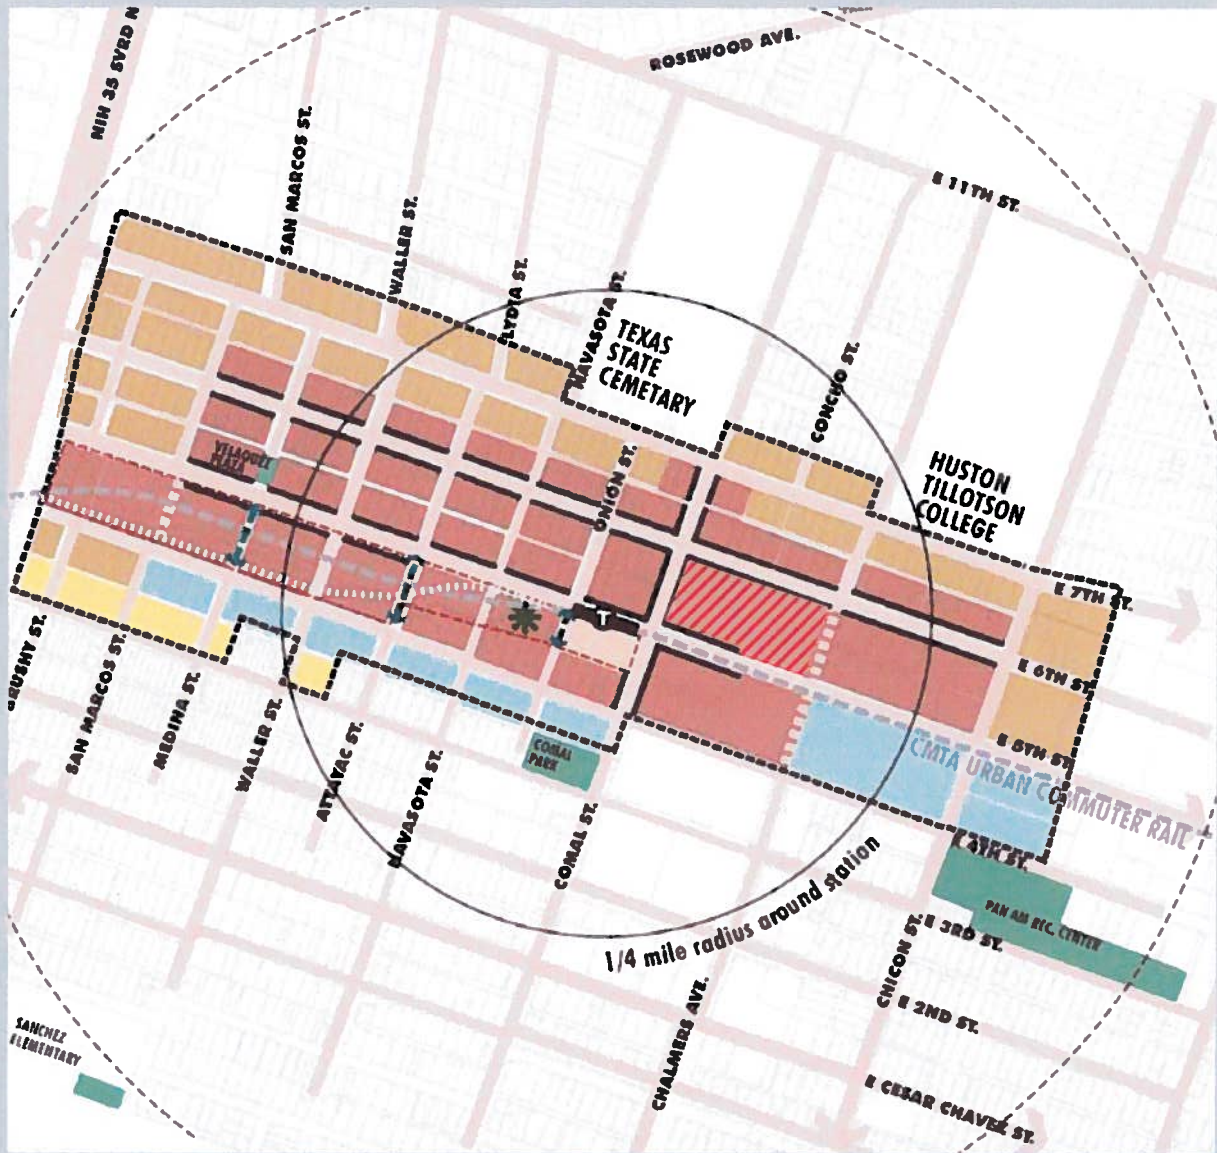 ROSEWOOD AVE.
NIH 35 SVRD N
SAN MARCOS ST.
E 11TH ST.
WALLER ST.
LYDIA ST.
NAVASOTA ST.
TEXAS
STATE
CEMETARY
CONCHO ST.
HUSTON
TILLOTSON
COLLEGE
ONION ST.
VELASQUEZ
PLAZA
E 7TH ST.
T
E 6TH ST.
E 5TH ST.
CMTA URBAN COMMUTER RAIL
BRUSHY ST.
SAN MARCOS ST.
MEDINA ST.
WALLER ST.
ATTAYAC ST.
NAVASOTA ST.
COMAL
PARK
COMAL ST.
E 4TH ST.
1/4 mile radius around station
PAN AM REC. CENTER
CHICON ST.
E 3RD ST.
E 2ND ST.
CHALMERS AVE.
E CESAR CHAVEZ ST.
SANCHEZ
ELEMENTARY